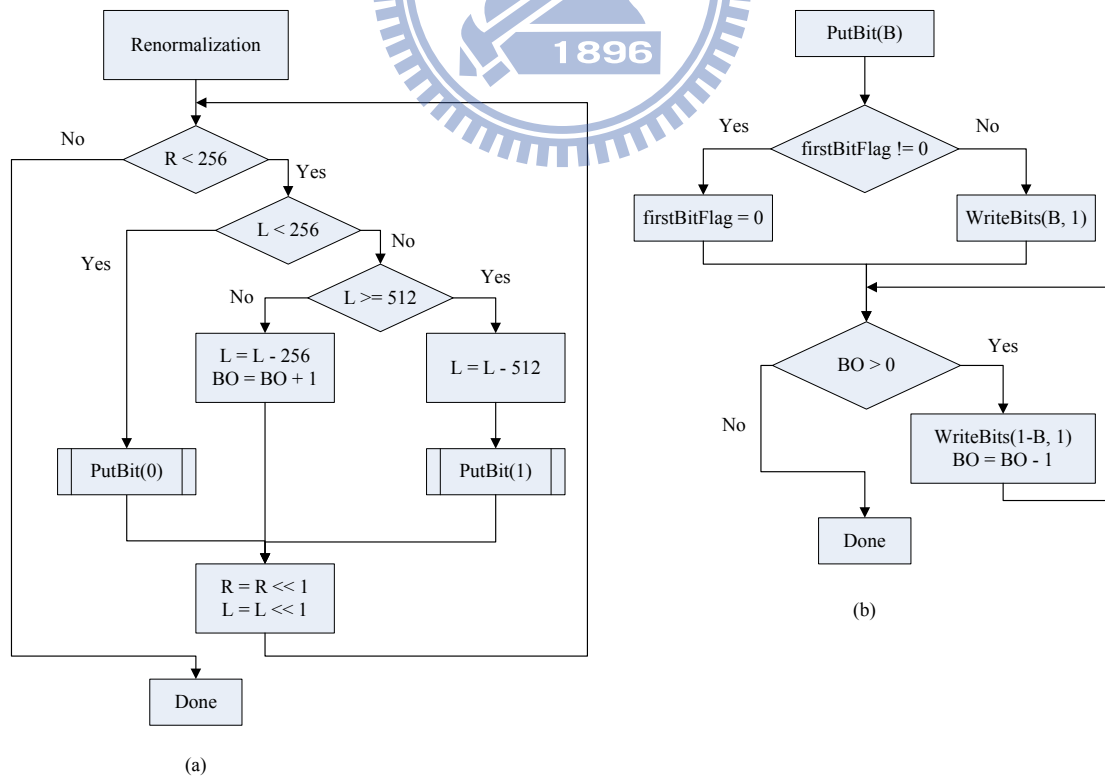 1896
Renormalization
No
R < 256
Yes
L < 256
No
Yes
L >= 512
No
Yes
L = L - 256
BO = BO + 1
L = L - 512
PutBit(0)
PutBit(1)
R = R << 1
L = L << 1
Done
(a)
PutBit(B)
Yes
No
firstBitFlag != 0
firstBitFlag = 0
WriteBits(B, 1)
BO > 0
Yes
No
WriteBits(1-B, 1)
BO = BO - 1
Done
(b)